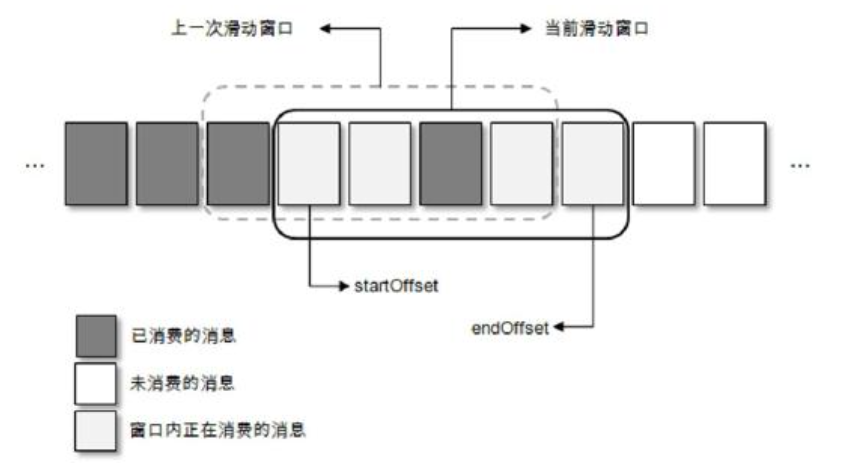 上一次滑动窗口 当前滑动窗口
... ...
startOffset
endOffset
已消费的消息
未消费的消息
窗口内正在消费的消息